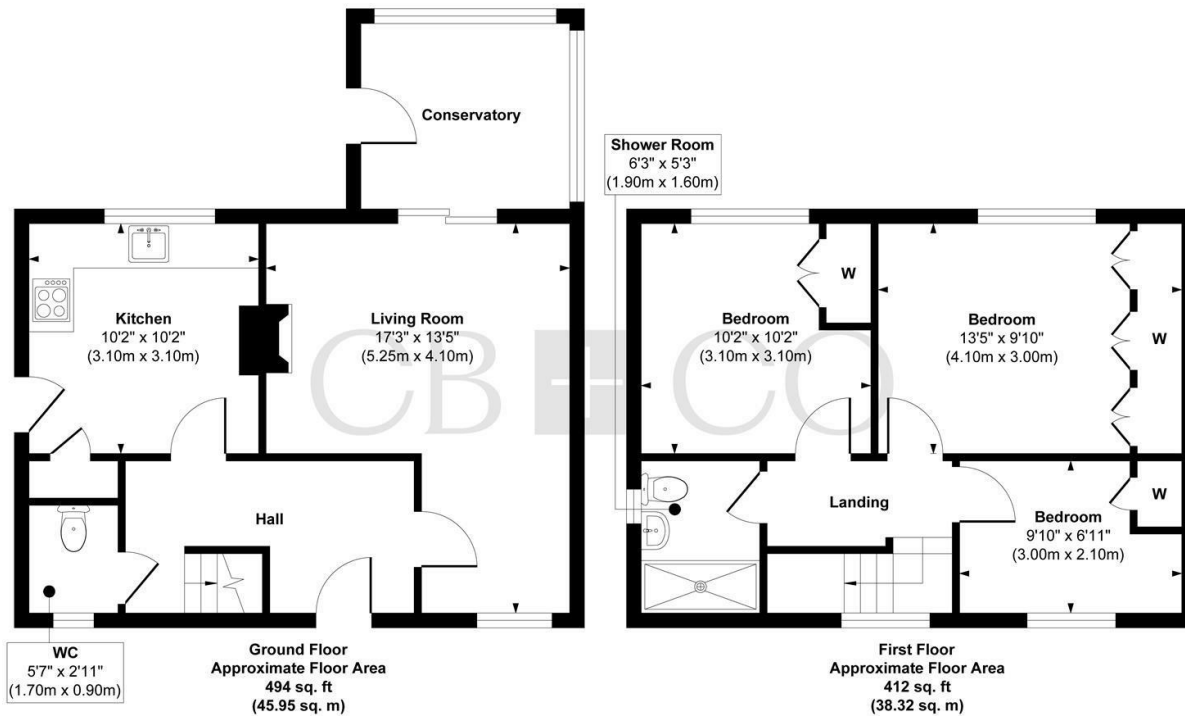 Conservatory
Kitchen
10'2" x 10'2"
(3.10m x 3.10m)
Living Room
17'3" x 13'5"
(5.25m x 4.10m)
Hall
WC
5'7" x 2'11"
(1.70m x 0.90m)
Ground Floor
Approximate Floor Area
494 sq. ft
(45.95 sq. m)
Shower Room
6'3" x 5'3"
(1.90m x 1.60m)
Bedroom
10'2" x 10'2"
(3.10m x 3.10m)
W
Bedroom
13'5" x 9'10"
(4.10m x 3.00m)
W
Landing
Bedroom
9'10" x 6'11"
(3.00m x 2.10m)
W
First Floor
Approximate Floor Area
412 sq. ft
(38.32 sq. m)
CB + CO